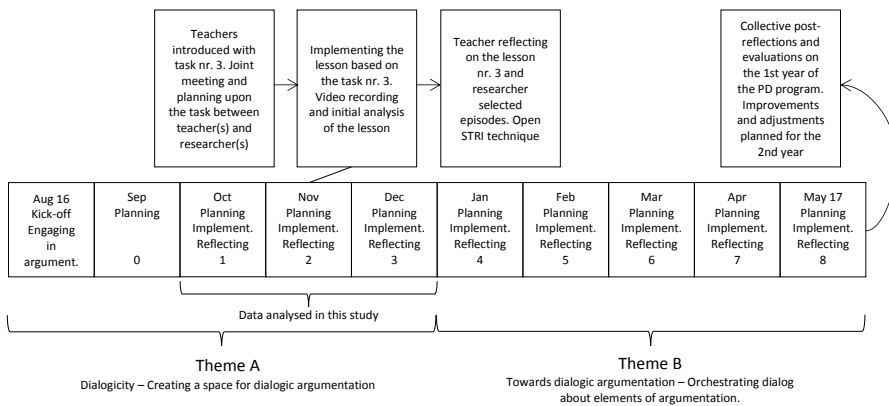 Teachers
introduced with
task nr. 3. Joint
meeting and
planning upon
the task between
teacher(s) and
researcher(s)
Implementing the
lesson based on
the task nr. 3.
Video recording
and initial analysis
of the lesson
Teacher reflecting
on the lesson
nr. 3 and
researcher
selected
episodes. Open
STRI technique
Collective post-
reflections and
evaluations on
the 1st year of
the PD program.
Improvements
and adjustments
planned for the
2nd year
Aug 16
Kick-off
Engaging
in
argument.
Sep
Planning
0
Oct
Planning
Implement.
Reflecting
1
Nov
Planning
Implement.
Reflecting
2
Dec
Planning
Implement.
Reflecting
3
Jan
Planning
Implement.
Reflecting
4
Feb
Planning
Implement.
Reflecting
5
Mar
Planning
Implement.
Reflecting
6
Apr
Planning
Implement.
Reflecting
7
May 17
Planning
Implement.
Reflecting
8
Data analysed in this study
Theme A
Dialogicity – Creating a space for dialogic argumentation
Theme B
Towards dialogic argumentation – Orchestrating dialog
about elements of argumentation.